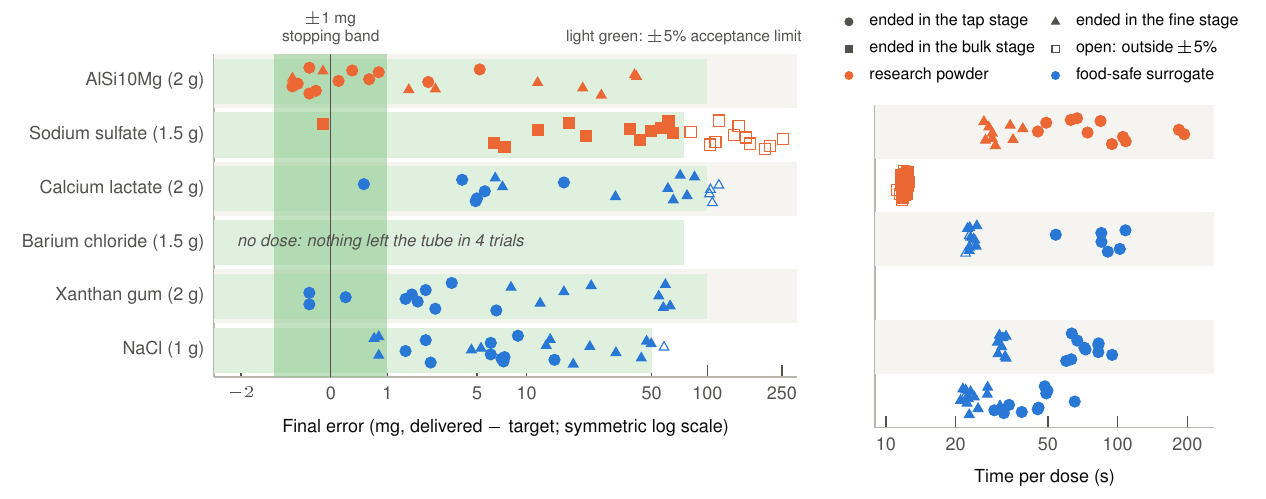 ±1 mg
stopping band
light green: ±5% acceptance limit
ended in the tap stage
ended in the fine stage
ended in the bulk stage
open: outside ±5%
research powder
food-safe surrogate
AlSi10Mg (2 g)
Sodium sulfate (1.5 g)
Calcium lactate (2 g)
Barium chloride (1.5 g)
no dose: nothing left the tube in 4 trials
Xanthan gum (2 g)
NaCl (1 g)
−2 0 1 5 10 50 100 250
Final error (mg, delivered − target; symmetric log scale)
10 20 50 100 200
Time per dose (s)